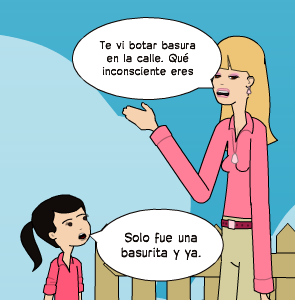 Te vi botar basura
en la calle. Qué
inconsciente eres
Solo fue una
basurita y ya.